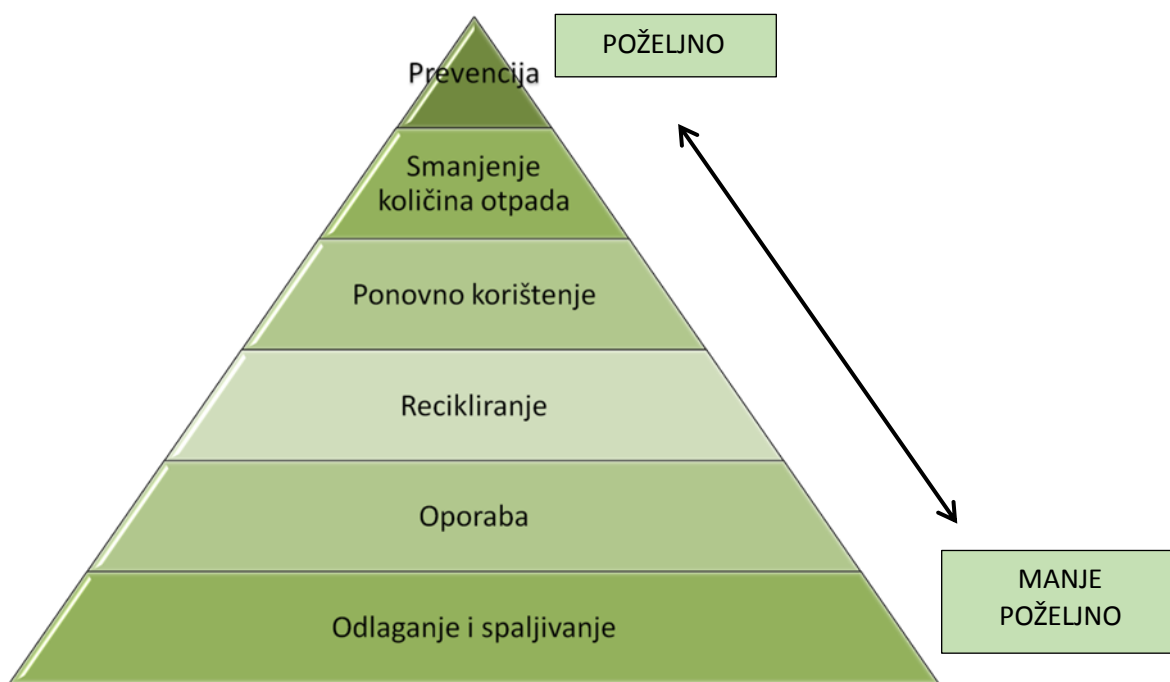 POŽELJNO
Prevencija
Smanjenje
količina otpada
Ponovno korištenje
Recikliranje
Oporaba
MANJE
POŽELJNO
Odlaganje i spaljivanje